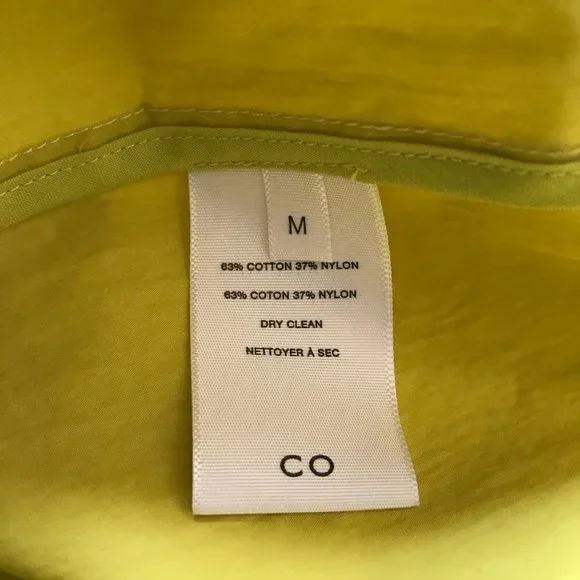 M
63% COTTON 37% NYLON
63% COTON 37% NYLON
DRY CLEAN
NETTOYER À SEC
CO